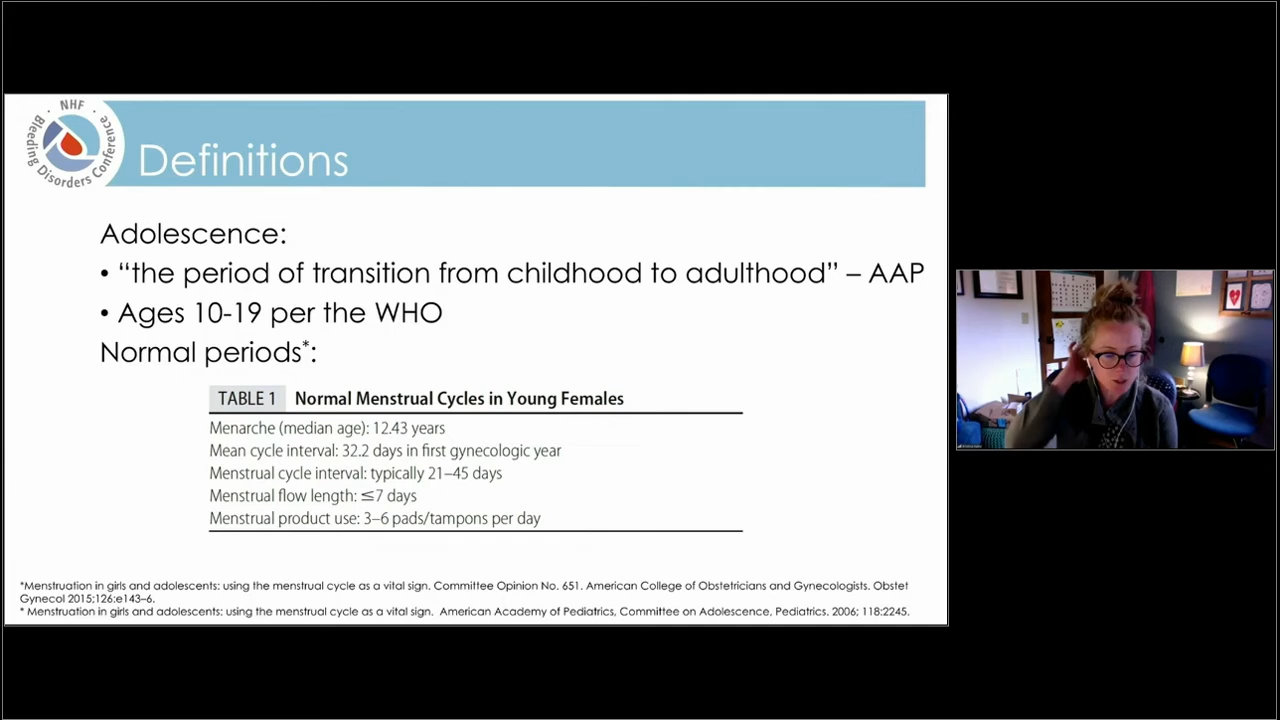 · NHF ·
Bleeding Disorders Conference
Definitions
Adolescence:
• “the period of transition from childhood to adulthood” – AAP
• Ages 10-19 per the WHO
Normal periods*:
TABLE 1 Normal Menstrual Cycles in Young Females
Menarche (median age): 12.43 years
Mean cycle interval: 32.2 days in first gynecologic year
Menstrual cycle interval: typically 21–45 days
Menstrual flow length: ≤7 days
Menstrual product use: 3–6 pads/tampons per day
*Menstruation in girls and adolescents: using the menstrual cycle as a vital sign. Committee Opinion No. 651. American College of Obstetricians and Gynecologists. Obstet
Gynecol 2015;126:e143–6.
* Menstruation in girls and adolescents: using the menstrual cycle as a vital sign. American Academy of Pediatrics, Committee on Adolescence, Pediatrics. 2006; 118:2245.